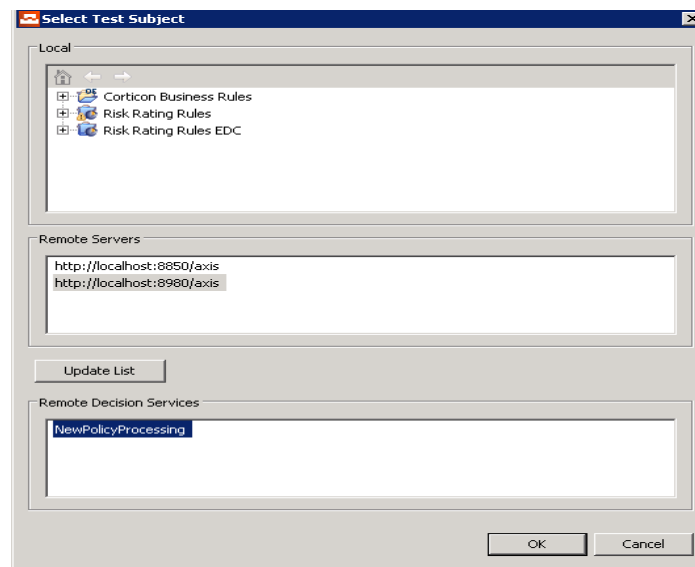 Select Test Subject
Local
Corticon Business Rules
Risk Rating Rules
Risk Rating Rules EDC
Remote Servers
http://localhost:8850/axis
http://localhost:8980/axis
Update List
Remote Decision Services
NewPolicyProcessing
OK
Cancel